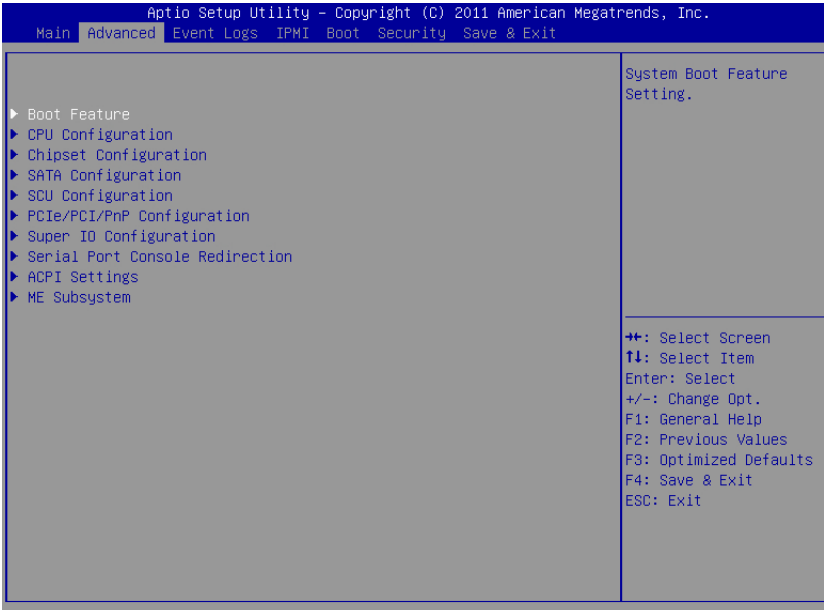 Aptio Setup Utility – Copyright (C) 2011 American Megatrends, Inc.
Main Advanced Event Logs IPMI Boot Security Save & Exit
System Boot Feature
Setting.
▶ Boot Feature
▶ CPU Configuration
▶ Chipset Configuration
▶ SATA Configuration
▶ SCU Configuration
▶ PCIe/PCI/PnP Configuration
▶ Super IO Configuration
▶ Serial Port Console Redirection
▶ ACPI Settings
▶ ME Subsystem
→←: Select Screen
↑↓: Select Item
Enter: Select
+/-: Change Opt.
F1: General Help
F2: Previous Values
F3: Optimized Defaults
F4: Save & Exit
ESC: Exit